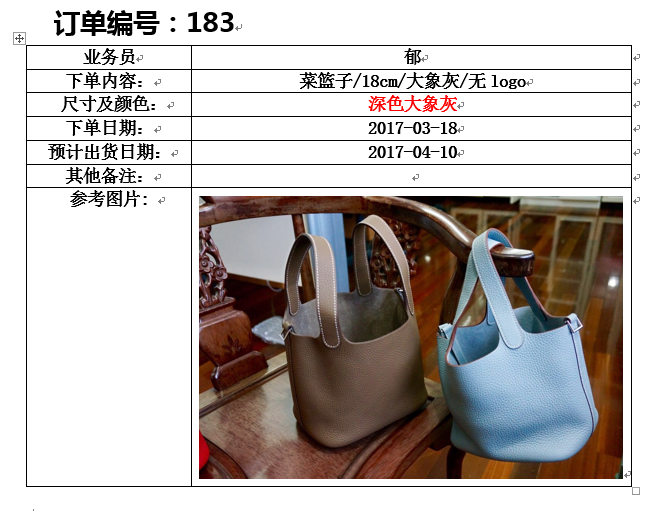 订单编号：183
业务员 郁
下单内容： 菜篮子/18cm/大象灰/无 logo
尺寸及颜色： 深色大象灰
下单日期： 2017-03-18
预计出货日期： 2017-04-10
其他备注：
参考图片：